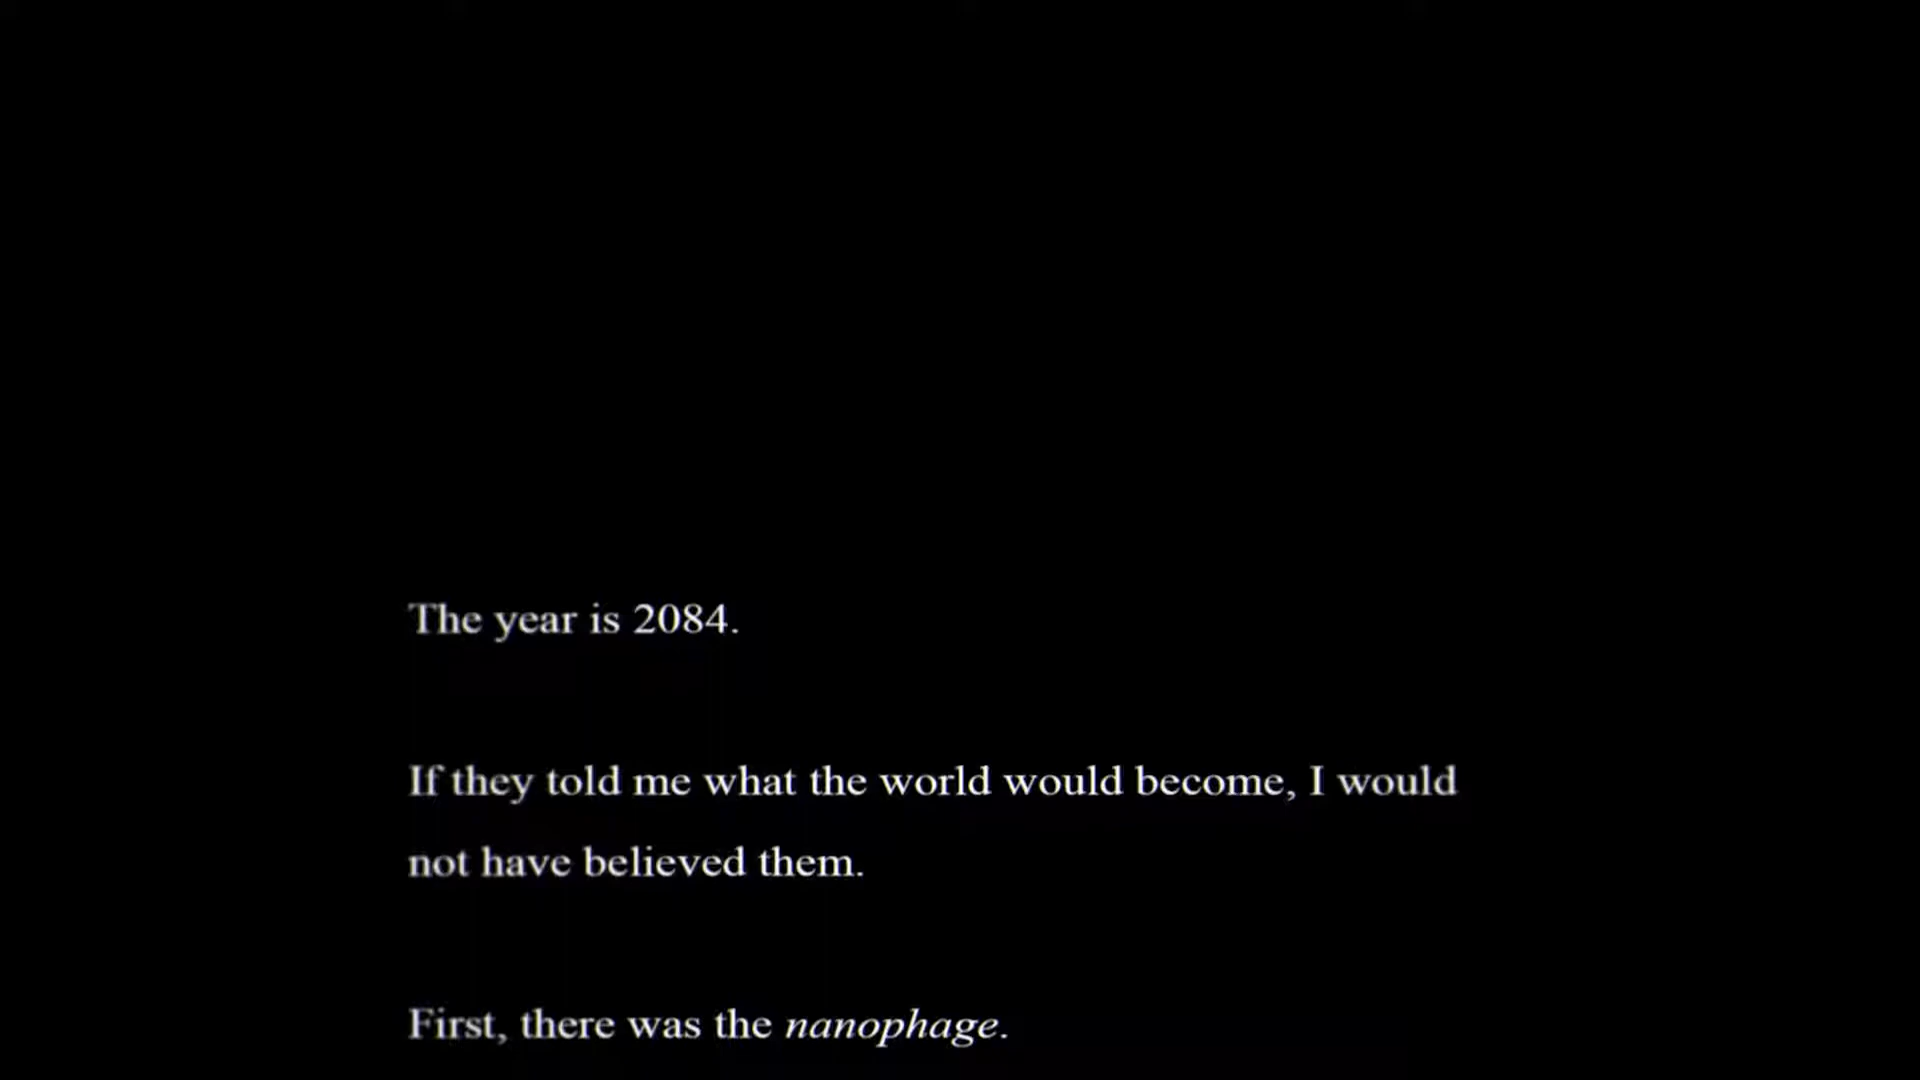 The year is 2084.
If they told me what the world would become, I would
not have believed them.
First, there was the nanophage.